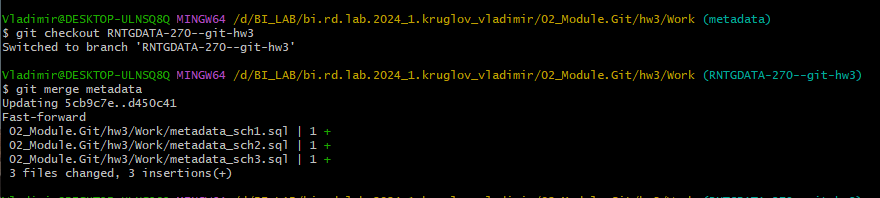 Vladimir@DESKTOP-ULNSQ8Q MINGW64 /d/BI_LAB/bi.rd.lab.2024_1.kruglov_vladimir/02_Module.Git/hw3/Work (metadata)
$ git checkout RNTGDATA-270--git-hw3
Switched to branch 'RNTGDATA-270--git-hw3'
Vladimir@DESKTOP-ULNSQ8Q MINGW64 /d/BI_LAB/bi.rd.lab.2024_1.kruglov_vladimir/02_Module.Git/hw3/Work (RNTGDATA-270--git-hw3)
$ git merge metadata
Updating 5cb9c7e..d450c41
Fast-forward
02_Module.Git/hw3/Work/metadata_sch1.sql | 1 +
02_Module.Git/hw3/Work/metadata_sch2.sql | 1 +
02_Module.Git/hw3/Work/metadata_sch3.sql | 1 +
3 files changed, 3 insertions(+)